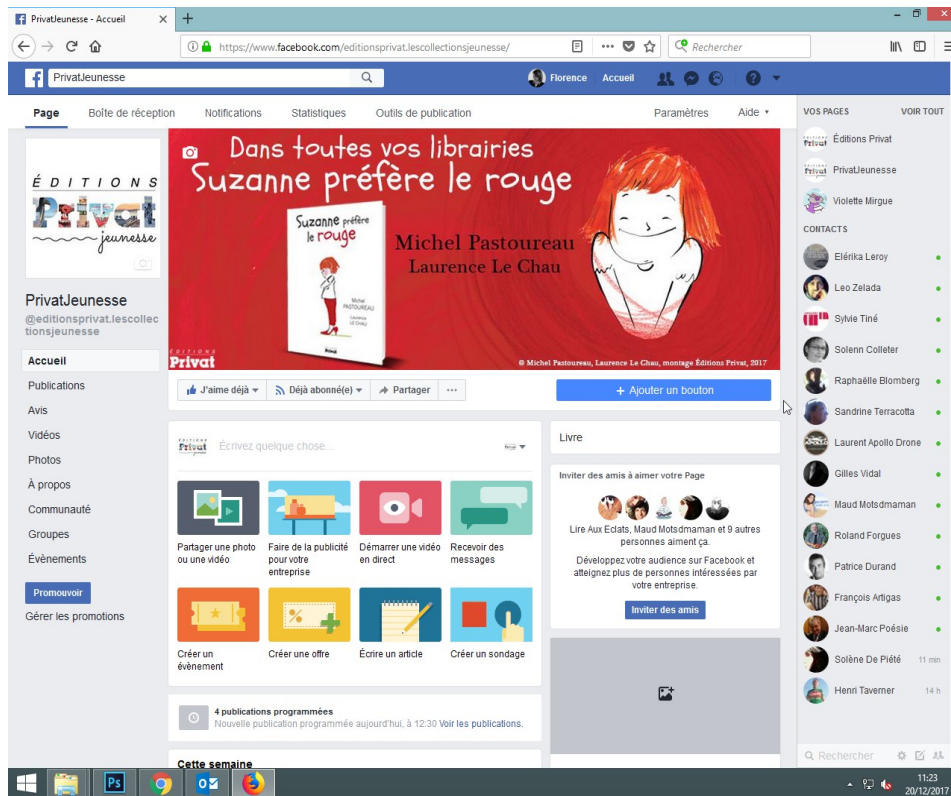 PrivatJeunesse - Accueil
https://www.facebook.com/editionsprivat.lescollectionsjeunesse/
Rechercher
PrivatJeunesse
Florence Accueil
Page Boîte de réception Notifications Statistiques Outils de publication Paramètres Aide
ÉDITIONS
Privat
jeunesse
PrivatJeunesse
@editionsprivat.lescollec
tionsjeunesse
Accueil
Publications
Avis
Vidéos
Photos
À propos
Communauté
Groupes
Évènements
Promouvoir
Gérer les promotions
Dans toutes vos librairies
Suzanne préfère le rouge
Suzanne préfère
le rouge
Michel
PASTOUREAU
Laurence
LE CHAU
Privat
Michel Pastoureau
Laurence Le Chau
ÉDITIONS
Privat
© Michel Pastoureau, Laurence Le Chau, montage Éditions Privat, 2017
J'aime déjà Déjà abonné(e) Partager ...
+ Ajouter un bouton
Écrivez quelque chose...
Partager une photo
ou une vidéo
Faire de la publicité
pour votre
entreprise
Démarrer une vidéo
en direct
Recevoir des
messages
Créer un
évènement
Créer une offre
Écrire un article
Créer un sondage
4 publications programmées
Nouvelle publication programmée aujourd'hui, à 12:30 Voir les publications.
Cette semaine
Livre
Inviter des amis à aimer votre Page
Lire Aux Eclats, Maud Motsdmaman et 9 autres
personnes aiment ça.
Développez votre audience sur Facebook et
atteignez plus de personnes intéressées par
votre entreprise.
Inviter des amis
VOS PAGES VOIR TOUT
Éditions Privat
PrivatJeunesse
Violette Mirgue
CONTACTS
Elérika Leroy
Leo Zelada
Sylvie Tiné
Solenn Colleter
Raphaëlle Blomberg
Sandrine Terracotta
Laurent Apollo Drone
Gilles Vidal
Maud Motsdmaman
Roland Forgues
Patrice Durand
François Artigas
Jean-Marc Poésie
Solène De Piété 11 min
Henri Taverner 14 h
Rechercher
Ps
11:23
20/12/2017